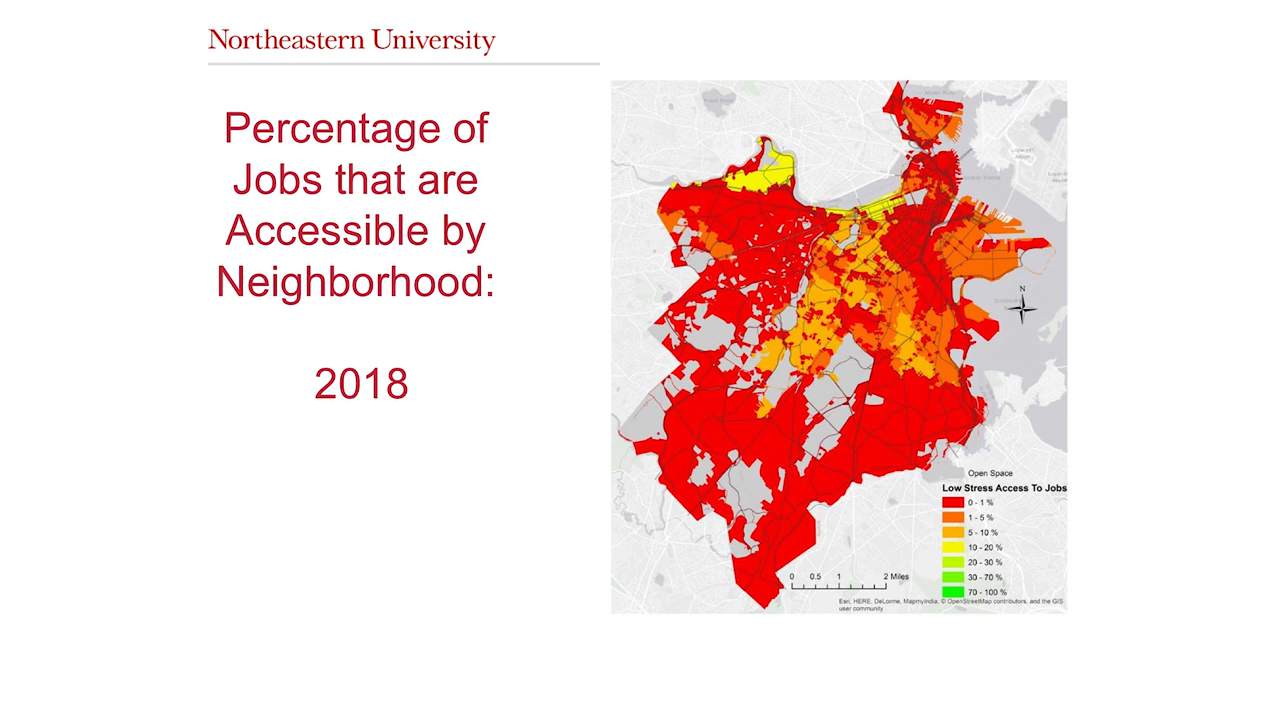 Northeastern University
Percentage of
Jobs that are
Accessible by
Neighborhood:
2018
N
Open Space
Low Stress Access To Jobs
0 - 1 %
1 - 5 %
5 - 10 %
10 - 20 %
20 - 30 %
30 - 70 %
70 - 100 %
0 0.5 1 2 Miles
Esri, HERE, DeLorme, MapmyIndia, © OpenStreetMap contributors, and the GIS
user community